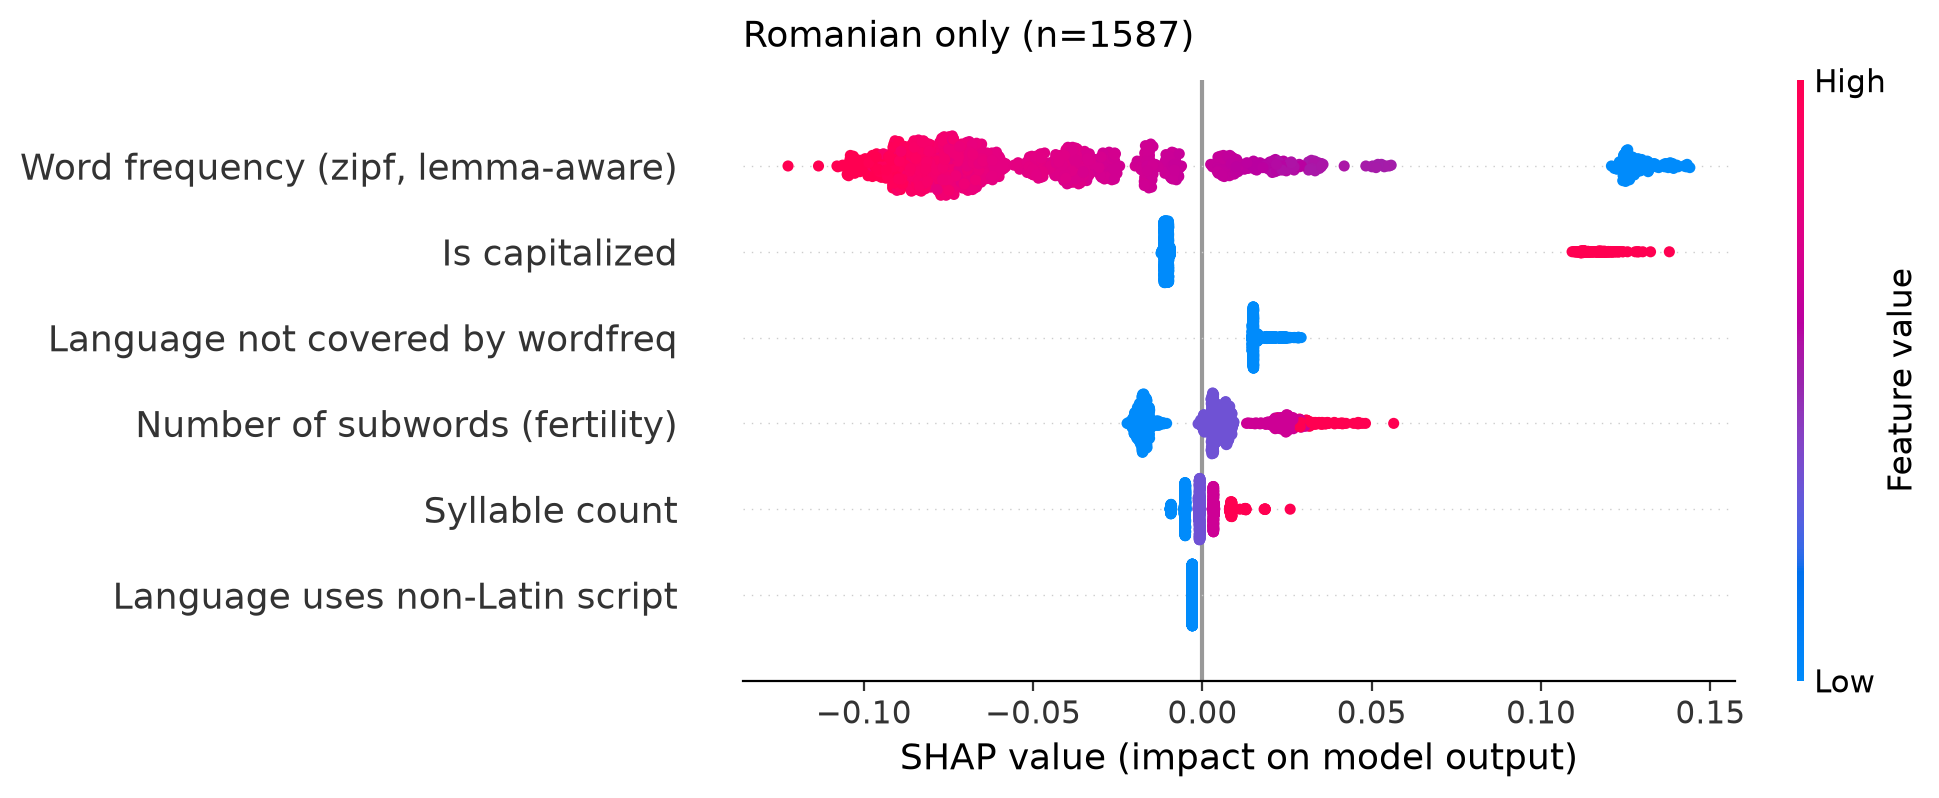 Romanian only (n=1587)
High
Word frequency (zipf, lemma-aware)
Is capitalized
Language not covered by wordfreq
Number of subwords (fertility)
Syllable count
Language uses non-Latin script
Feature value
Low
−0.10 −0.05 0.00 0.05 0.10 0.15
SHAP value (impact on model output)